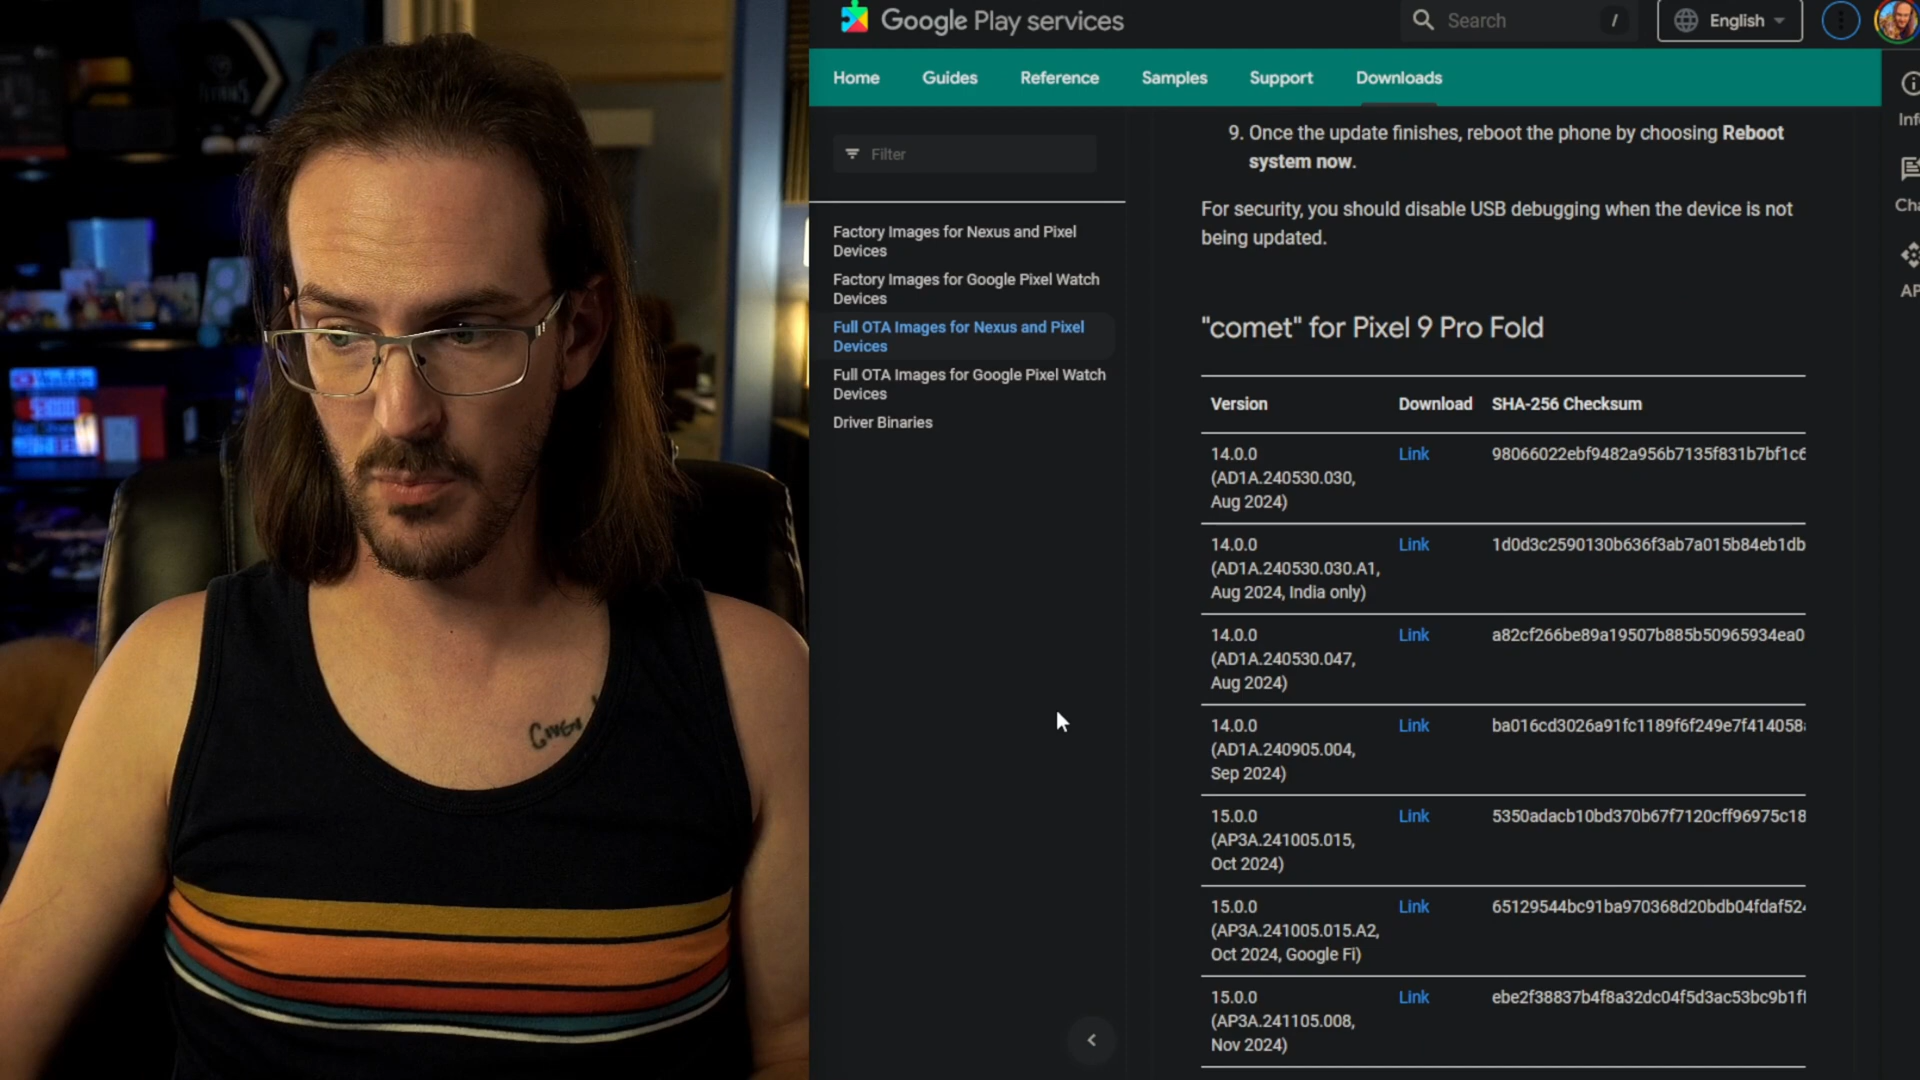 Google Play services
Search
/
English
Home
Guides
Reference
Samples
Support
Downloads
Filter
Factory Images for Nexus and Pixel
Devices
Factory Images for Google Pixel Watch
Devices
Full OTA Images for Nexus and Pixel
Devices
Full OTA Images for Google Pixel Watch
Devices
Driver Binaries
9. Once the update finishes, reboot the phone by choosing Reboot
system now.
For security, you should disable USB debugging when the device is not
being updated.
"comet" for Pixel 9 Pro Fold
Version Download SHA-256 Checksum
14.0.0 Link 98066022ebf9482a956b7135f831b7bf1c6
(AD1A.240530.030,
Aug 2024)
14.0.0 Link 1d0d3c2590130b636f3ab7a015b84eb1db
(AD1A.240530.030.A1,
Aug 2024, India only)
14.0.0 Link a82cf266be89a19507b885b50965934ea0
(AD1A.240530.047,
Aug 2024)
14.0.0 Link ba016cd3026a91fc1189f6f249e7f414058
(AD1A.240905.004,
Sep 2024)
15.0.0 Link 5350adacb10bd370b67f7120cff96975c18
(AP3A.241005.015,
Oct 2024)
15.0.0 Link 65129544bc91ba970368d20bdb04fdaf524
(AP3A.241005.015.A2,
Oct 2024, Google Fi)
15.0.0 Link ebe2f38837b4f8a32dc04f5d3ac53bc9b1f
(AP3A.241105.008,
Nov 2024)
Inf
Cha
AP